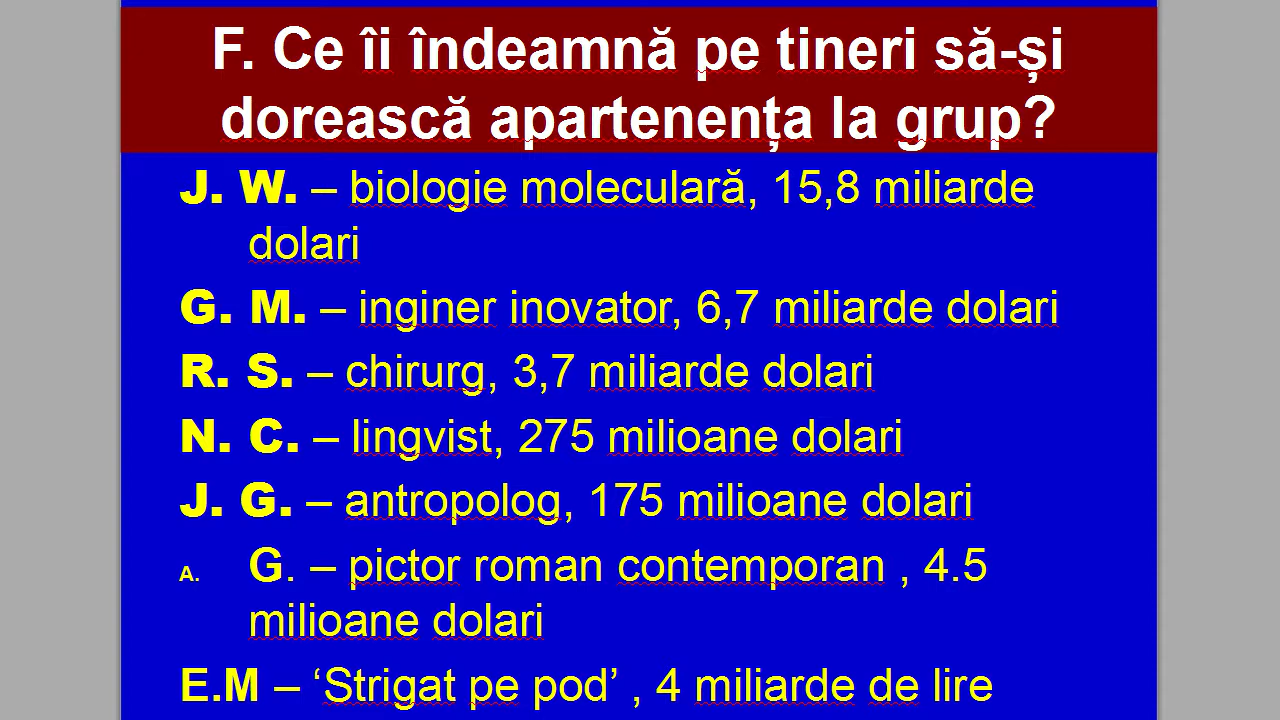 F. Ce îi îndeamnă pe tineri să-și
dorească apartenența la grup?
J. W. – biologie moleculară, 15,8 miliarde
dolari
G. M. – inginer inovator, 6,7 miliarde dolari
R. S. – chirurg, 3,7 miliarde dolari
N. C. – lingvist, 275 milioane dolari
J. G. – antropolog, 175 milioane dolari
A. G. – pictor roman contemporan , 4.5
milioane dolari
E.M – ‘Strigat pe pod’ , 4 miliarde de lire